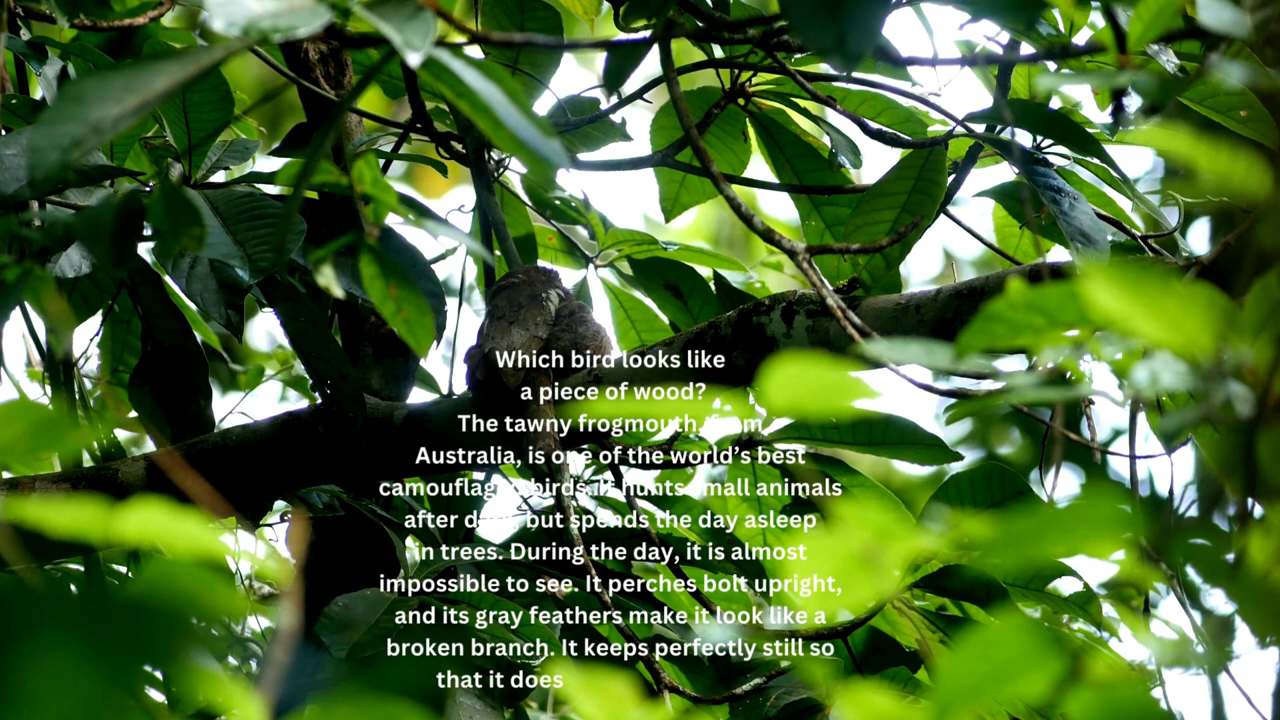 Which bird looks like
a piece of wood?
The tawny frogmouth, from
Australia, is one of the world’s best
camouflaged birds. It hunts small animals
after dark, but spends the day asleep
in trees. During the day, it is almost
impossible to see. It perches bolt upright,
and its gray feathers make it look like a
broken branch. It keeps perfectly still so
that it does